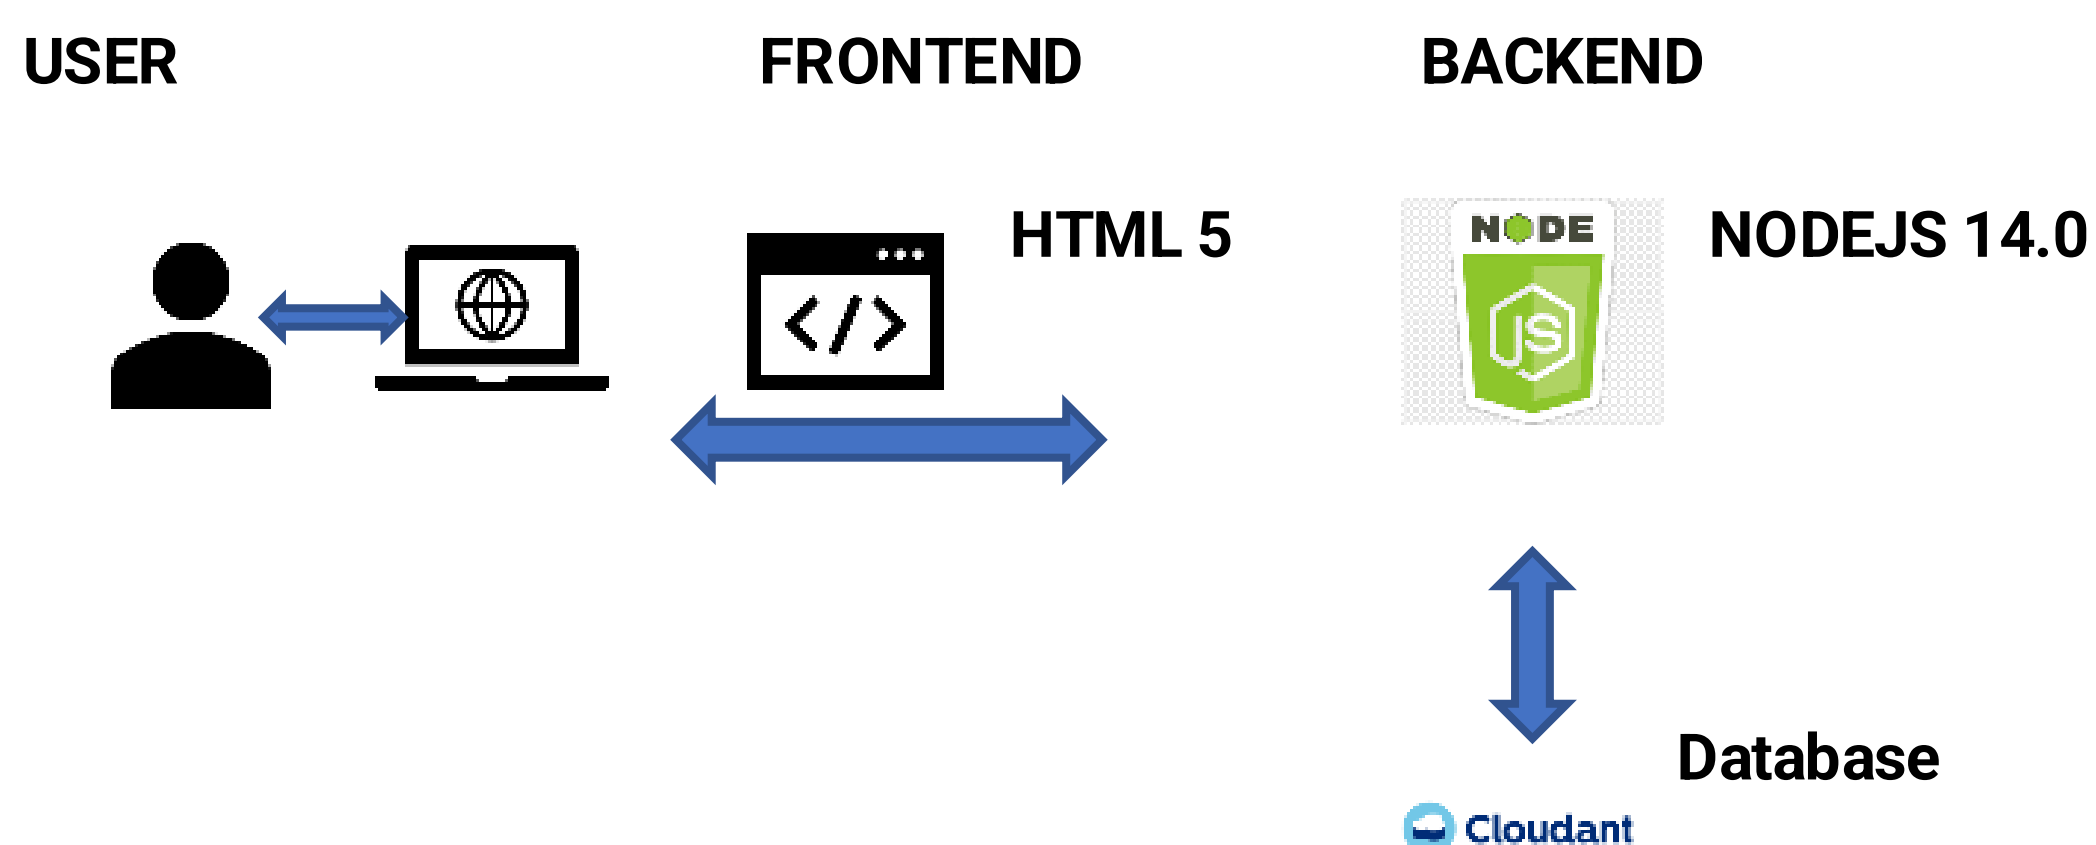 USER
FRONTEND
BACKEND
HTML 5
NODE
JS
NODEJS 14.0
</>
Database
Cloudant